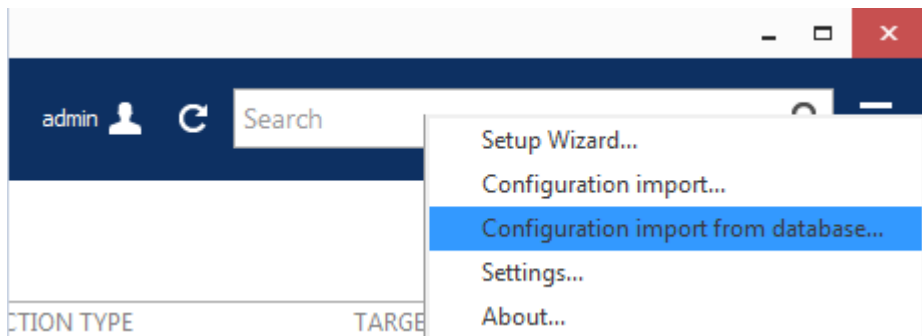 admin
Search
Setup Wizard...
Configuration import...
Configuration import from database...
Settings...
About...
CTION TYPE
TARGE